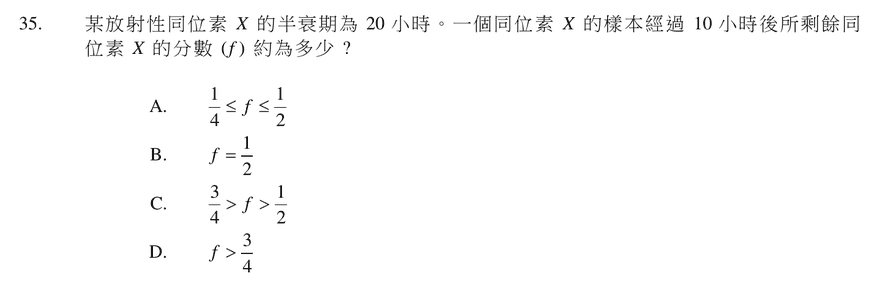 35. 某放射性同位素 X 的半衰期為 20 小時。一個同位素 X 的樣本經過 10 小時後所剩餘同
位素 X 的分數 (f) 約為多少 ?
A. 1/4 ≤ f ≤ 1/2
B. f = 1/2
C. 3/4 > f > 1/2
D. f > 3/4